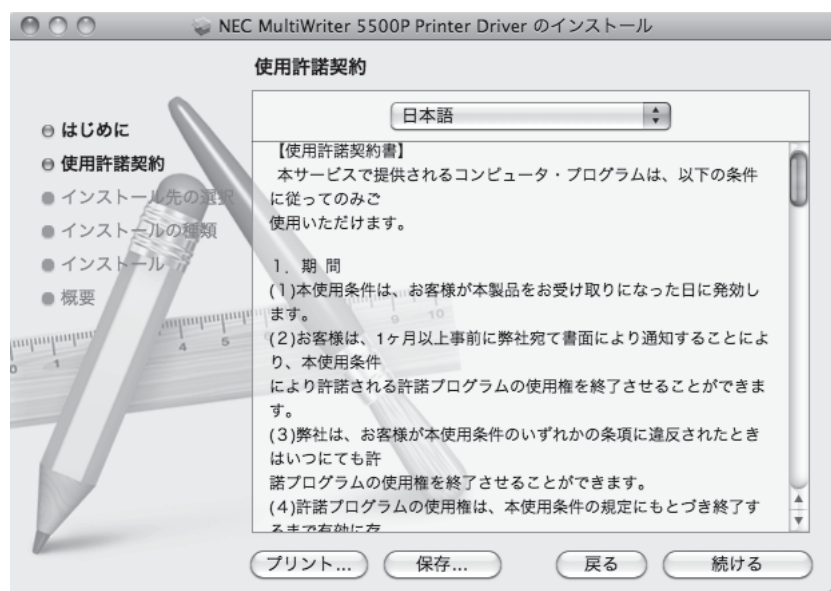 NEC MultiWriter 5500P Printer Driver のインストール
使用許諾契約
はじめに
使用許諾契約
インストール先の選択
インストールの種類
インストール
概要
日本語
【使用許諾契約書】
本サービスで提供されるコンピュータ・プログラムは、以下の条件
に従ってのみご
使用いただけます。
1．期 間
(1)本使用条件は、お客様が本製品をお受け取りになった日に発効し
ます。
(2)お客様は、1ヶ月以上事前に弊社宛て書面により通知することによ
り、本使用条件
により許諾される許諾プログラムの使用権を終了させることができま
す。
(3)弊社は、お客様が本使用条件のいずれかの条項に違反されたとき
はいつにても許
諾プログラムの使用権を終了させることができます。
(4)許諾プログラムの使用権は、本使用条件の規定にもとづき終了す
るまで有効に存
0 1 4 5 9 10
プリント... 保存... 戻る 続ける